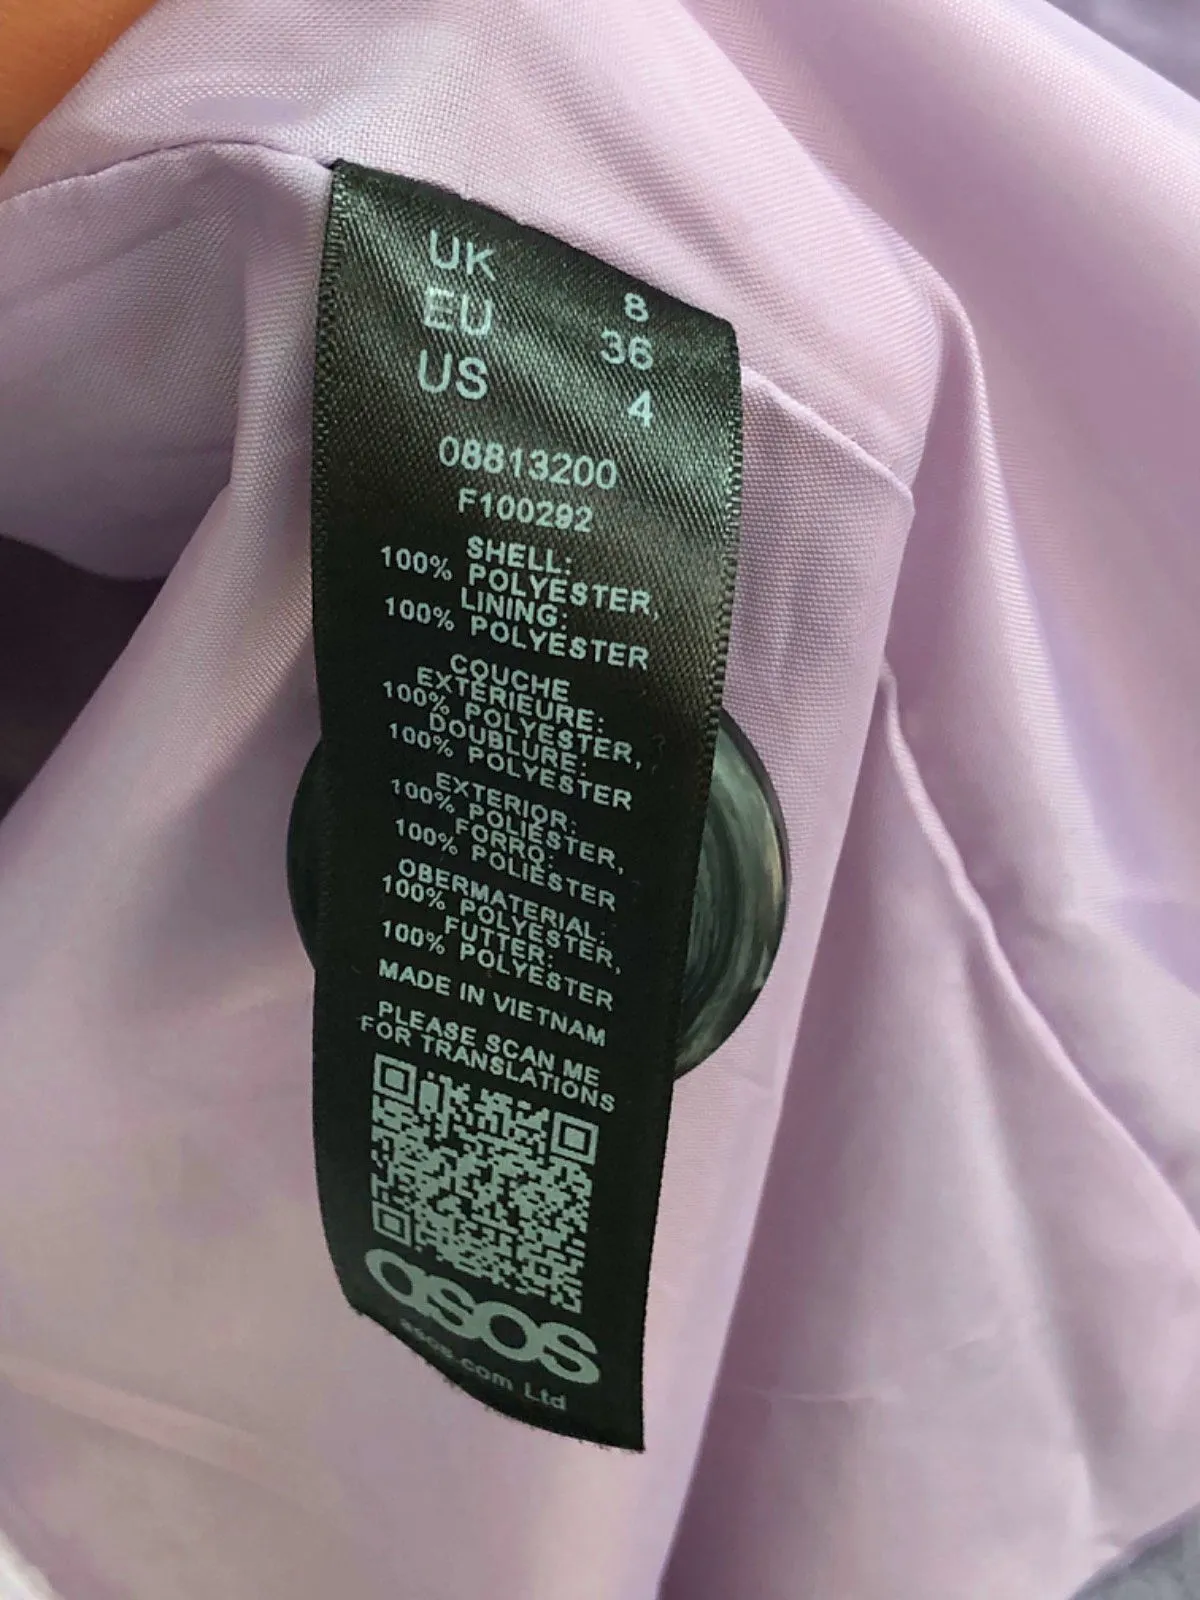 UK 8
EU 36
US 4
08813200
F100292
SHELL:
100% POLYESTER,
LINING:
100% POLYESTER
COUCHE
EXTÉRIEURE:
100% POLYESTER,
DOUBLURE:
100% POLYESTER
EXTERIOR:
100% POLIÉSTER,
FORRO:
100% POLIÉSTER
OBERMATERIAL:
100% POLYESTER,
FUTTER:
100% POLYESTER
MADE IN VIETNAM
PLEASE SCAN ME
FOR TRANSLATIONS
asos
asos.com Ltd